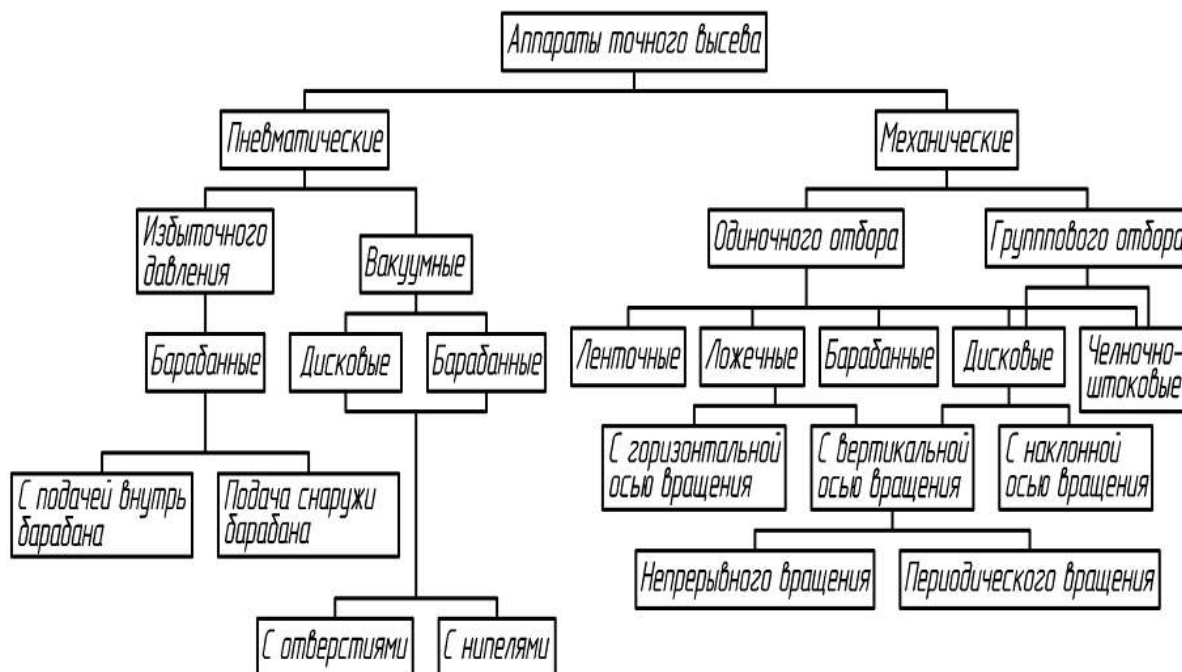 Аппараты точного высева
Пневматические
Механические
Избыточного
давления
Вакуумные
Одиночного отбора
Групппового отбора
Барабанные
Дисковые
Барабанные
Ленточные
Ложечные
Барабанные
Дисковые
Челночно-
штоковые
С подачей внутрь
барабана
Подача снаружи
барабана
С горизонтальной
осью вращения
С вертикальной
осью вращения
С наклонной
осью вращения
Непрерывного вращения
Периодического вращения
С отверстиями
С нипелями